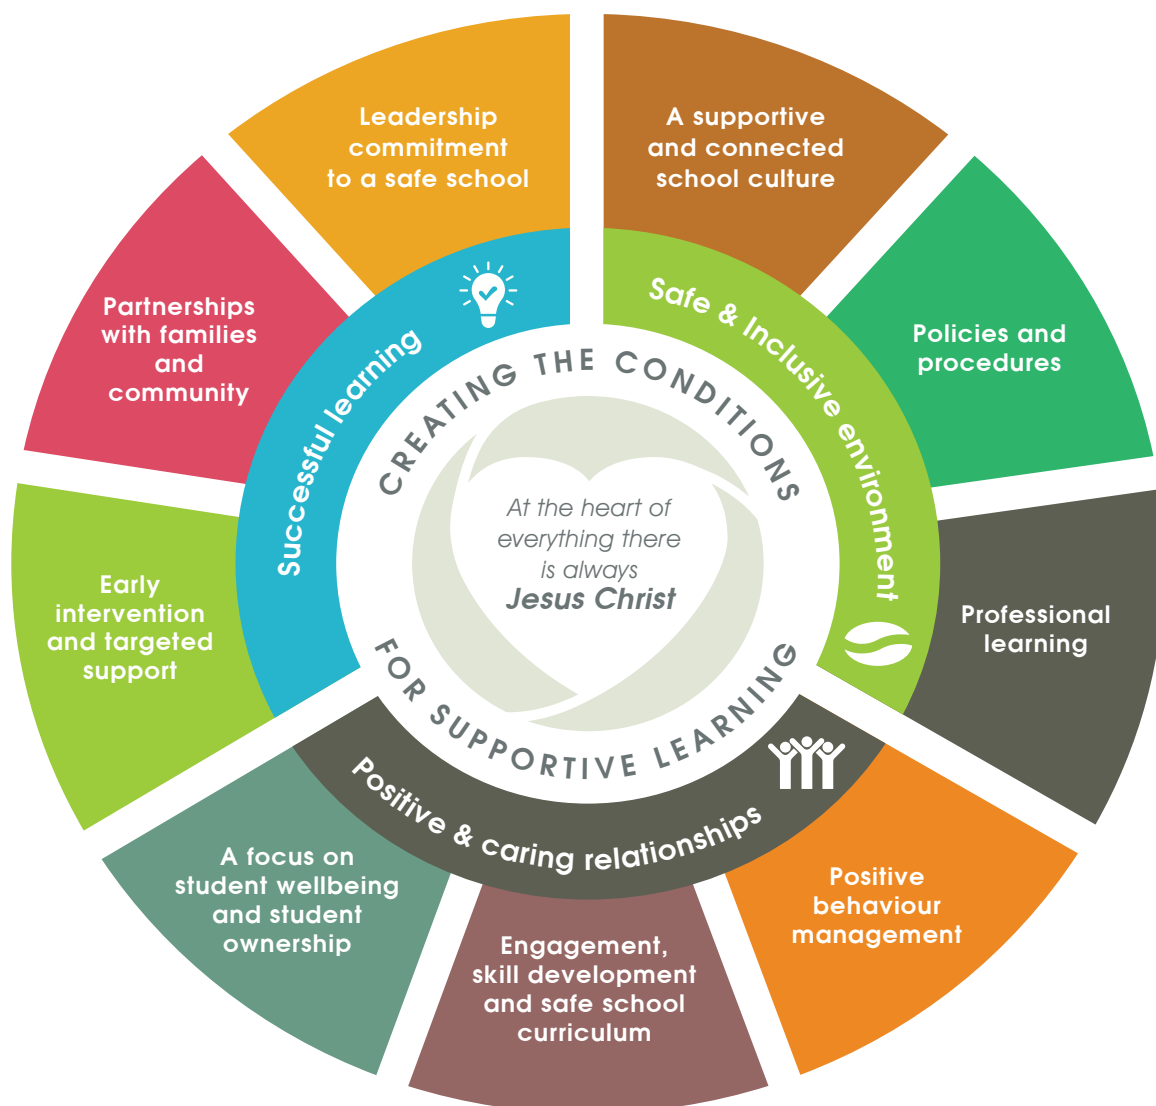 Leadership
commitment
to a safe school
A supportive
and connected
school culture
Policies and
procedures
Professional
learning
Positive
behaviour
management
Engagement,
skill development
and safe school
curriculum
A focus on
student wellbeing
and student
ownership
Early
intervention
and targeted
support
Partnerships
with families
and
community
Successful learning
Safe & Inclusive environment
Positive & caring relationships
CREATING THE CONDITIONS
FOR SUPPORTIVE LEARNING
At the heart of
everything there
is always
Jesus Christ